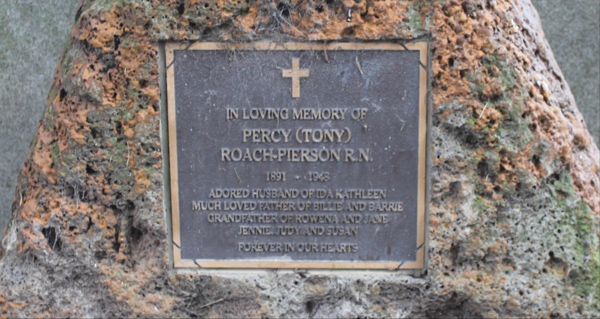 IN LOVING MEMORY OF
PERCY (TONY)
ROACH-PIERSON R.N.
1891 - 1948
ADORED HUSBAND OF IDA KATHLEEN
MUCH LOVED FATHER OF BILLIE AND BARRIE
GRANDFATHER OF ROWENA AND JANE
JENNIE, JUDY AND SUSAN
FOREVER IN OUR HEARTS